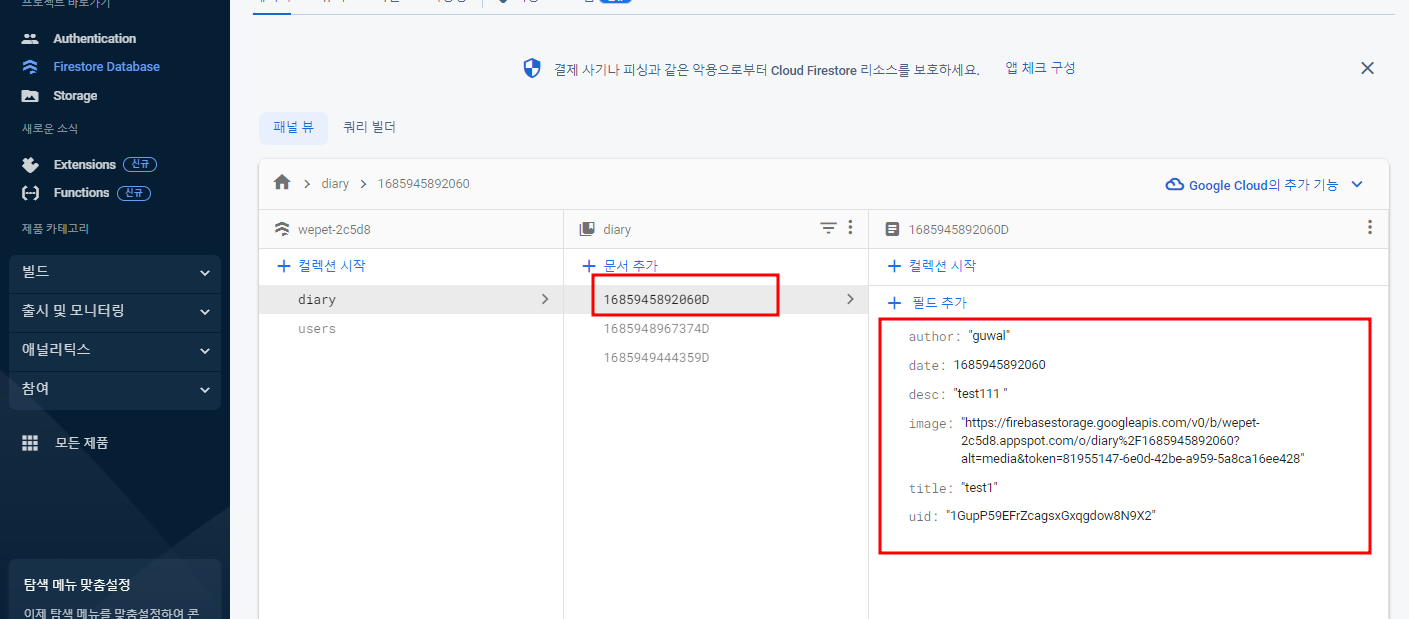 프로젝트 바로가기
Authentication
Firestore Database
Storage
새로운 소식
Extensions 신규
Functions 신규
제품 카테고리
빌드
출시 및 모니터링
애널리틱스
참여
모든 제품
탐색 메뉴 맞춤설정
이제 탐색 메뉴를 맞춤설정하여 콘
결제 사기나 피싱과 같은 악용으로부터 Cloud Firestore 리소스를 보호하세요. 앱 체크 구성
패널 뷰 쿼리 빌더
diary 1685945892060
Google Cloud의 추가 기능
wepet-2c5d8
컬렉션 시작
diary
users
diary
문서 추가
1685945892060D
1685948967374D
1685949444359D
1685945892060D
컬렉션 시작
필드 추가
author: "guwal"
date: 1685945892060
desc: "test111 "
image: "https://firebasestorage.googleapis.com/v0/b/wepet-
2c5d8.appspot.com/o/diary%2F1685945892060?
alt=media&token=81955147-6e0d-42be-a959-5a8ca16ee428"
title: "test1"
uid: "1GupP59EFrZcagsxGxqgdow8N9X2"